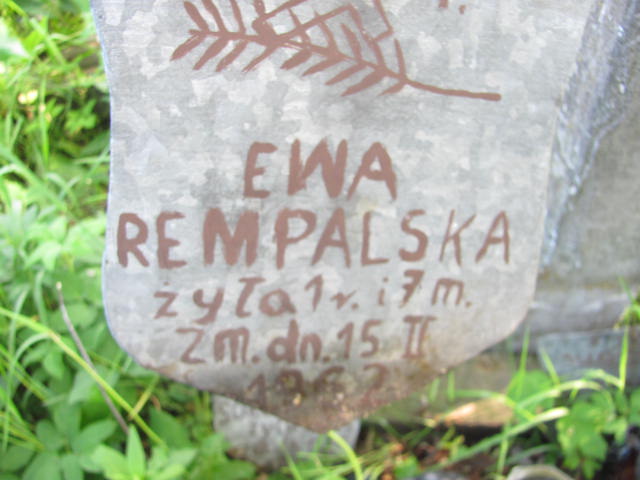 EWA
REMPALSKA
żyła 1 r. i 7 m.
zm. dn. 15 II